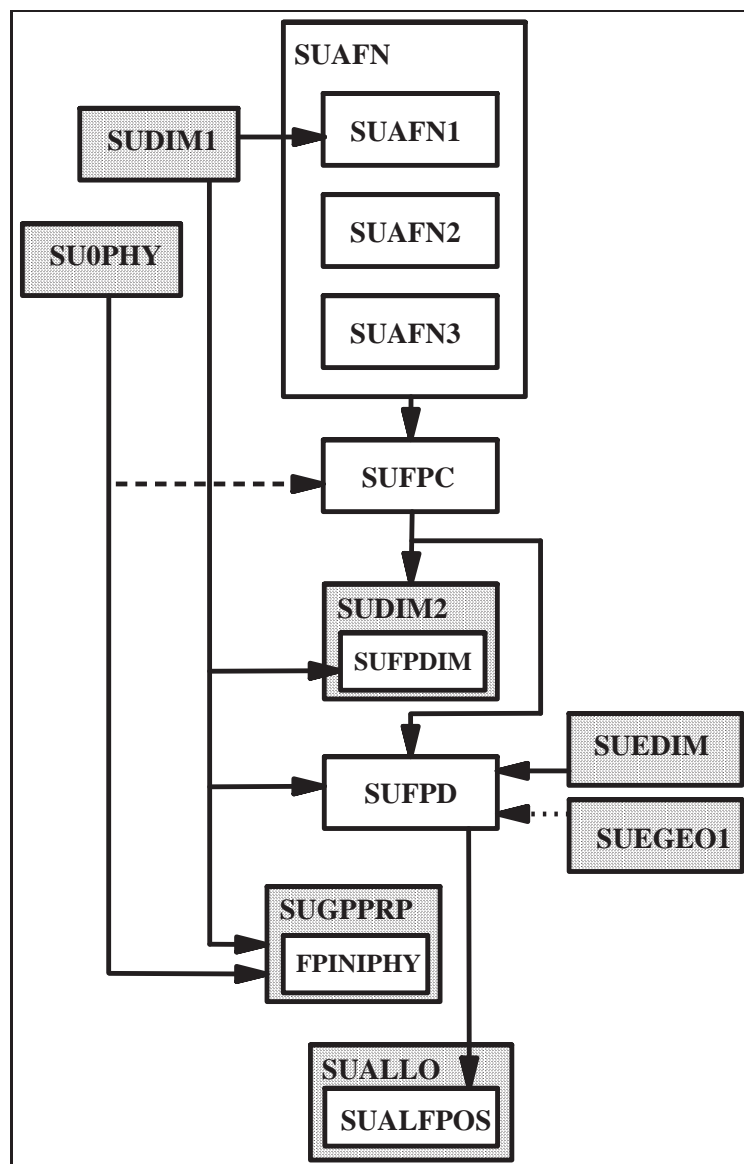 SUAFN
SUDIM1
SUAFN1
SUAFN2
SU0PHY
SUAFN3
SUFPC
SUDIM2
SUFPDIM
SUEDIM
SUFPD
SUEGEO1
SUGPPRP
FPINIPHY
SUALLO
SUALFPOS